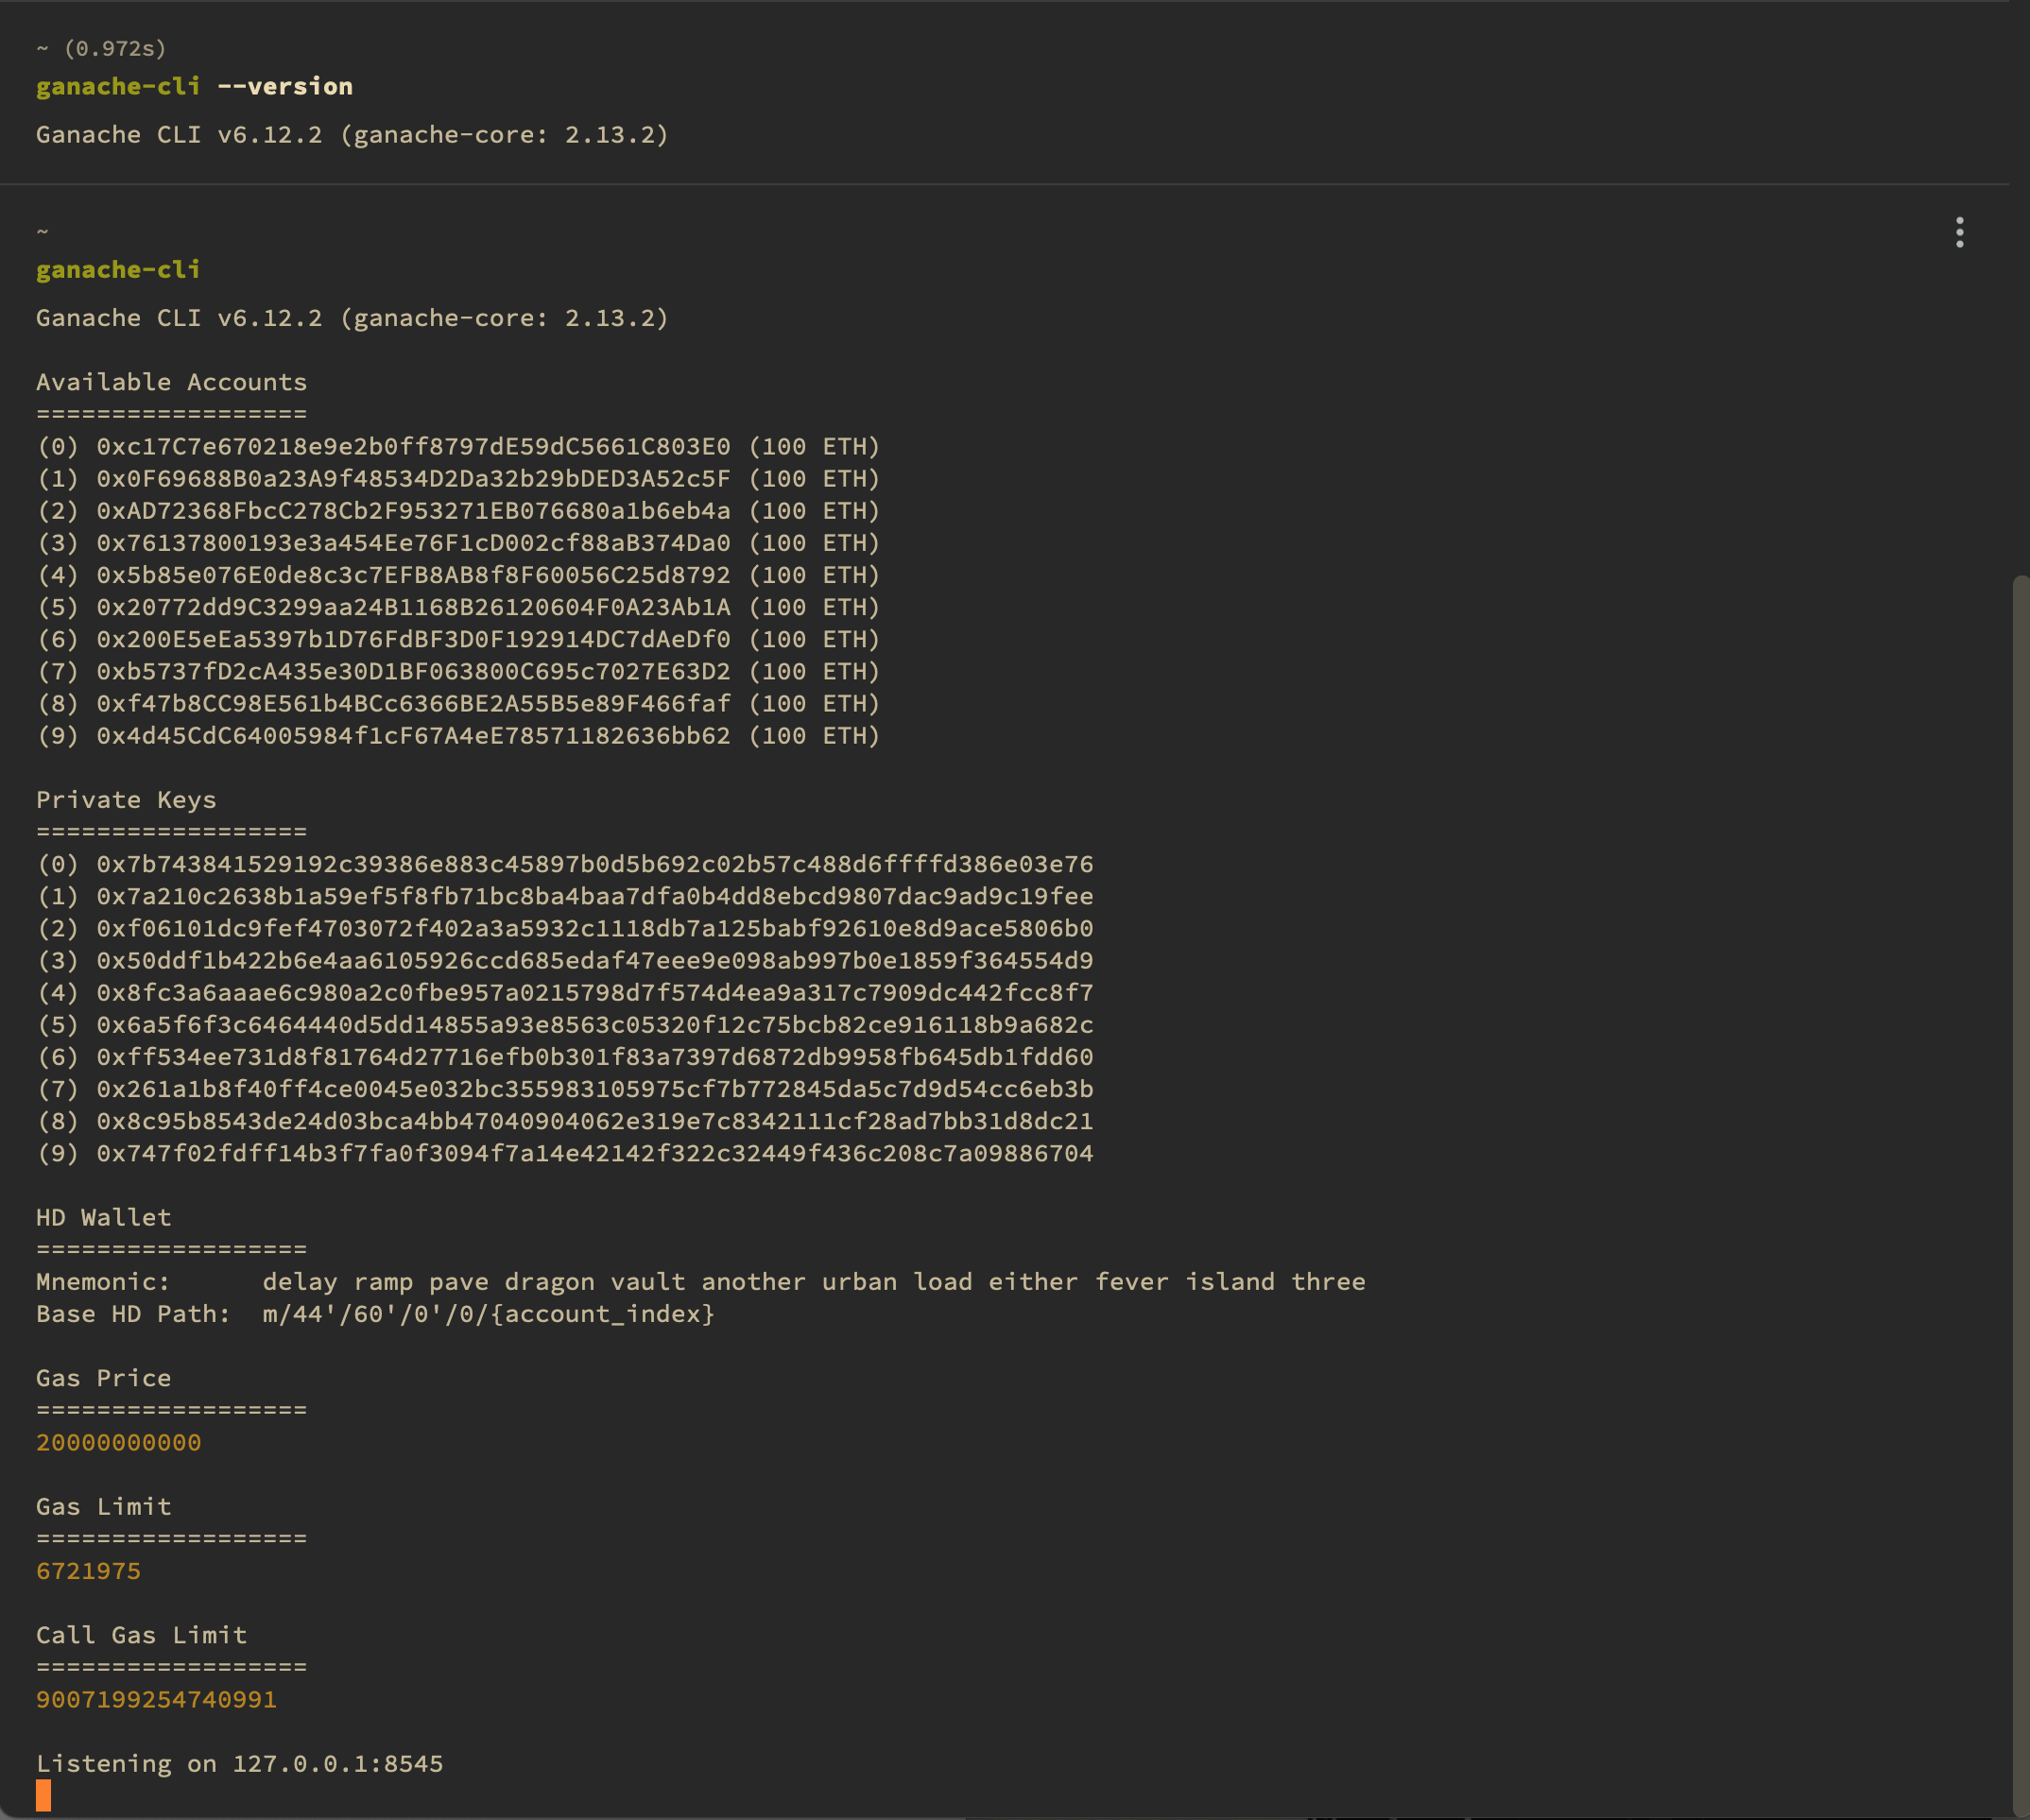 ~ (0.972s)
ganache-cli --version
Ganache CLI v6.12.2 (ganache-core: 2.13.2)
~
ganache-cli
Ganache CLI v6.12.2 (ganache-core: 2.13.2)
Available Accounts
==================
(0) 0xc17C7e670218e9e2b0ff8797dE59dC5661C803E0 (100 ETH)
(1) 0x0F69688B0a23A9f48534D2Da32b29bDED3A52c5F (100 ETH)
(2) 0xAD72368FbcC278Cb2F953271EB076680a1b6eb4a (100 ETH)
(3) 0x76137800193e3a454Ee76F1cD002cf88aB374Da0 (100 ETH)
(4) 0x5b85e076E0de8c3c7EFB8AB8f8F60056C25d8792 (100 ETH)
(5) 0x20772dd9C3299aa24B1168B26120604F0A23Ab1A (100 ETH)
(6) 0x200E5eEa5397b1D76FdBF3D0F192914DC7dAeDf0 (100 ETH)
(7) 0xb5737fD2cA435e30D1BF063800C695c7027E63D2 (100 ETH)
(8) 0xf47b8CC98E561b4BCc6366BE2A55B5e89F466faf (100 ETH)
(9) 0x4d45CdC64005984f1cF67A4eE78571182636bb62 (100 ETH)
Private Keys
==================
(0) 0x7b743841529192c39386e883c45897b0d5b692c02b57c488d6ffffd386e03e76
(1) 0x7a210c2638b1a59ef5f8fb71bc8ba4baa7dfa0b4dd8ebcd9807dac9ad9c19fee
(2) 0xf06101dc9fef4703072f402a3a5932c1118db7a125babf92610e8d9ace5806b0
(3) 0x50ddf1b422b6e4aa6105926ccd685edaf47eee9e098ab997b0e1859f364554d9
(4) 0x8fc3a6aaae6c980a2c0fbe957a0215798d7f574d4ea9a317c7909dc442fcc8f7
(5) 0x6a5f6f3c6464440d5dd14855a93e8563c05320f12c75bcb82ce916118b9a682c
(6) 0xff534ee731d8f81764d27716efb0b301f83a7397d6872db9958fb645db1fdd60
(7) 0x261a1b8f40ff4ce0045e032bc355983105975cf7b772845da5c7d9d54cc6eb3b
(8) 0x8c95b8543de24d03bca4bb47040904062e319e7c8342111cf28ad7bb31d8dc21
(9) 0x747f02fdff14b3f7fa0f3094f7a14e42142f322c32449f436c208c7a09886704
HD Wallet
==================
Mnemonic:      delay ramp pave dragon vault another urban load either fever island three
Base HD Path:  m/44'/60'/0'/0/{account_index}
Gas Price
==================
20000000000
Gas Limit
==================
6721975
Call Gas Limit
==================
9007199254740991
Listening on 127.0.0.1:8545